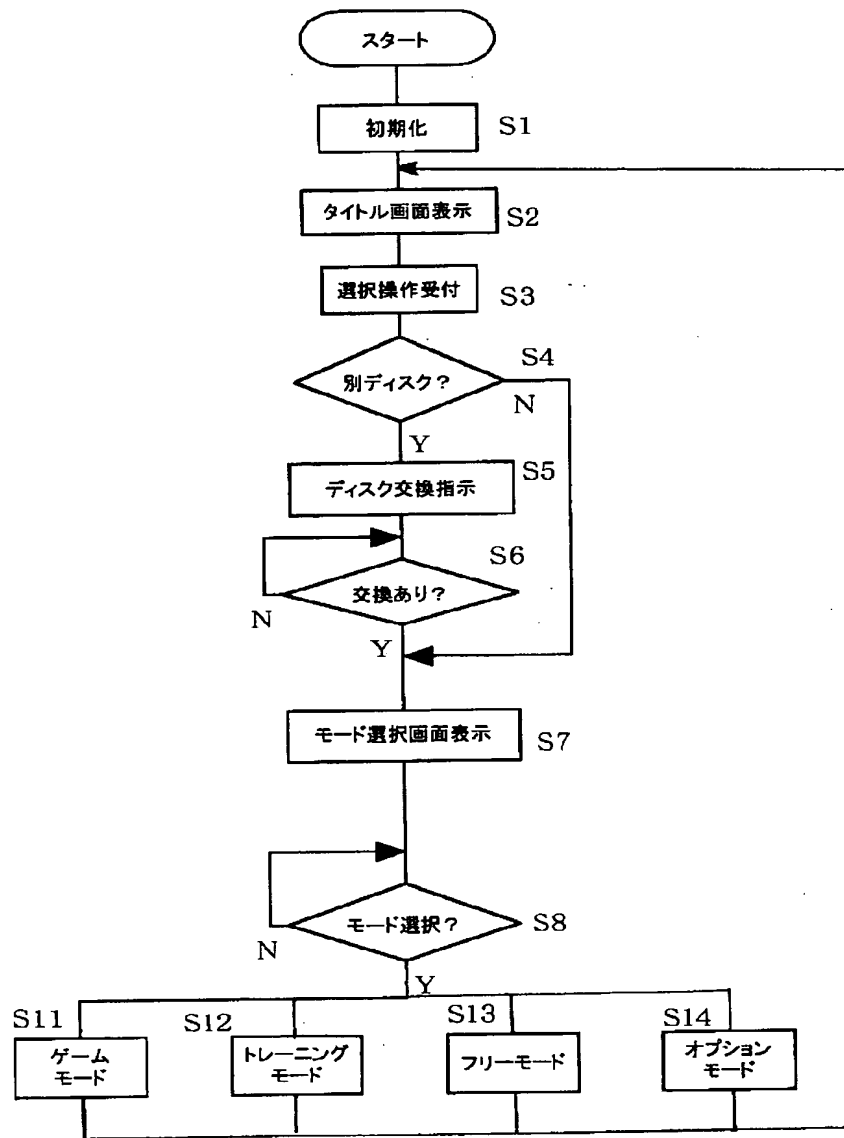 スタート
初期化
S1
タイトル画面表示
S2
選択操作受付
S3
別ディスク?
S4
N
Y
ディスク交換指示
S5
交換あり?
S6
N
Y
モード選択画面表示
S7
モード選択?
S8
N
Y
S11
ゲーム
モード
S12
トレーニング
モード
S13
フリーモード
S14
オプション
モード